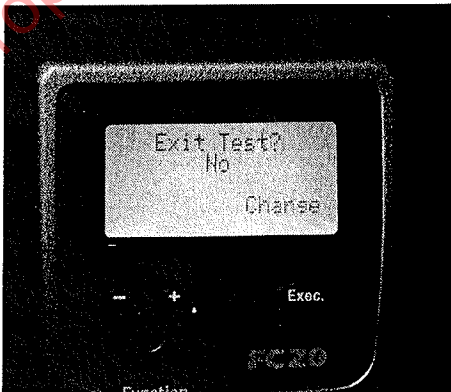 Exit Test?
No
Change
- +
Exec.
FC20
Function